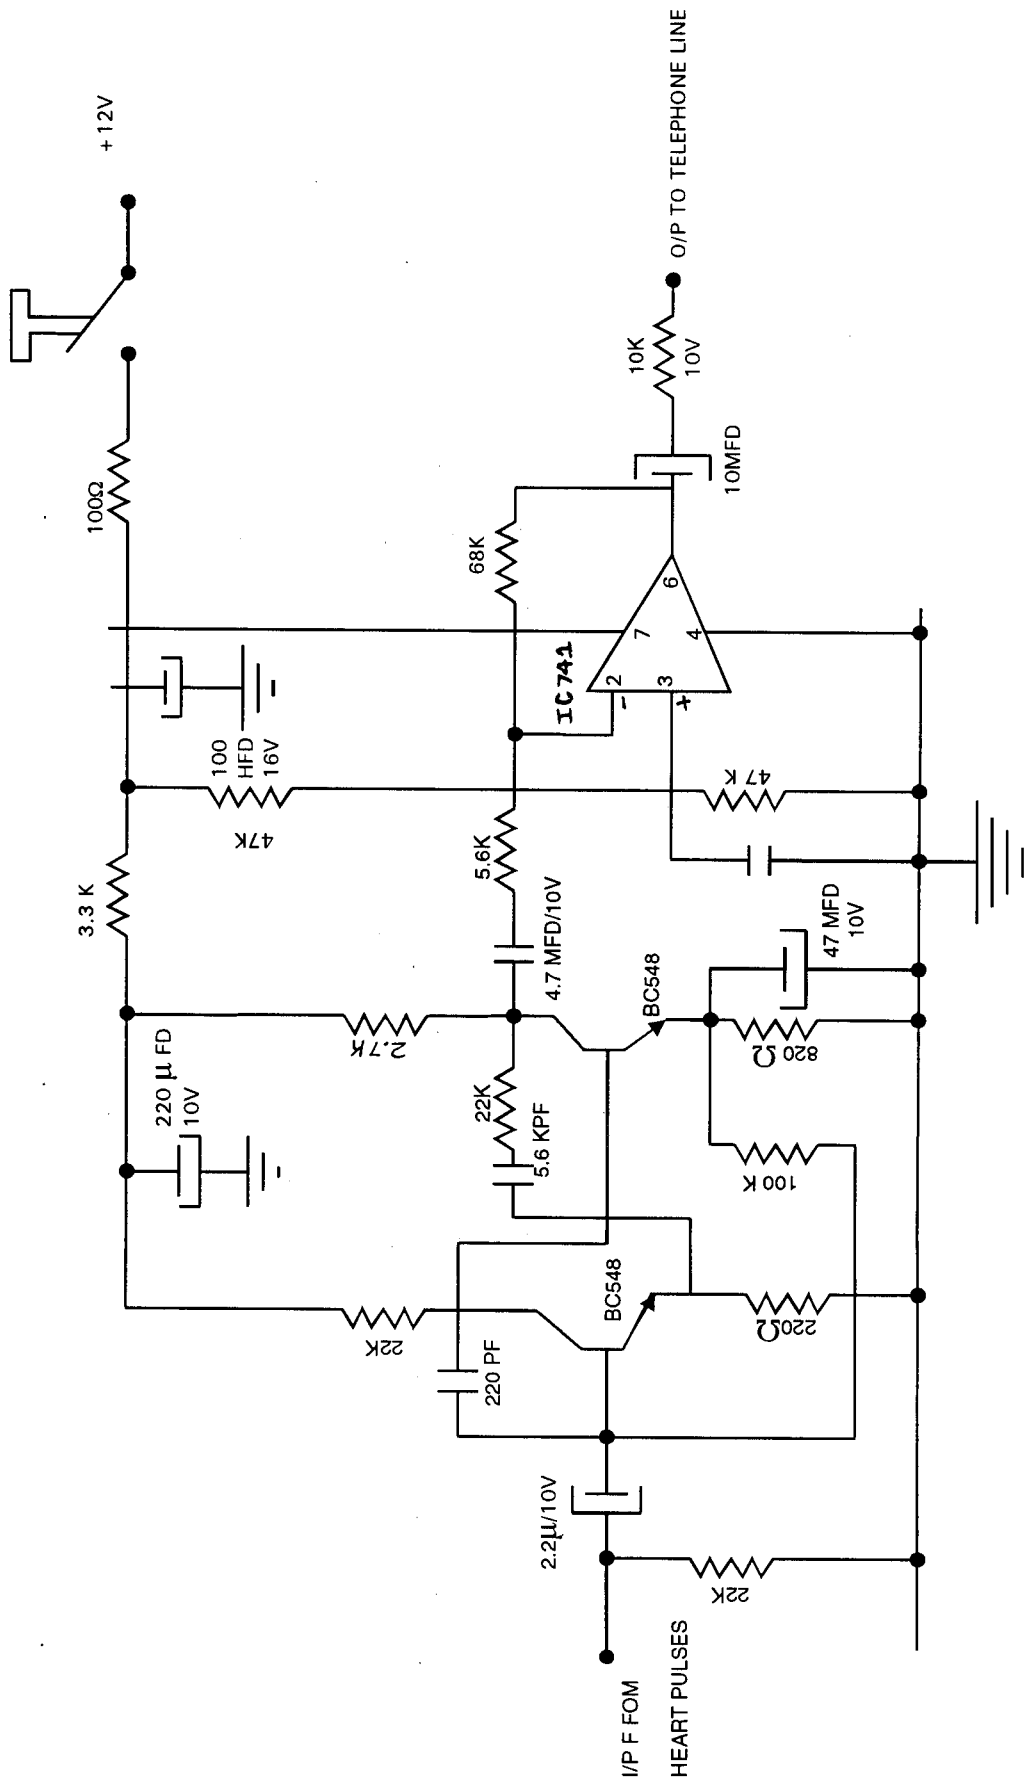 +12V
100Ω
100
HFD
16V
47K
3.3 K
220 μ FD
10V
2.7K
22K
22K
5.6 KPF
4.7 MFD/10V
5.6K
68K
IC 741
2
-
3
+
7
4
6
10MFD
10K
10V
O/P TO TELEPHONE LINE
47 K
47 MFD
10V
BC548
820 Ω
100 K
BC548
220Ω
220 PF
2.2μ/10V
22K
I/P F FOM
HEART PULSES